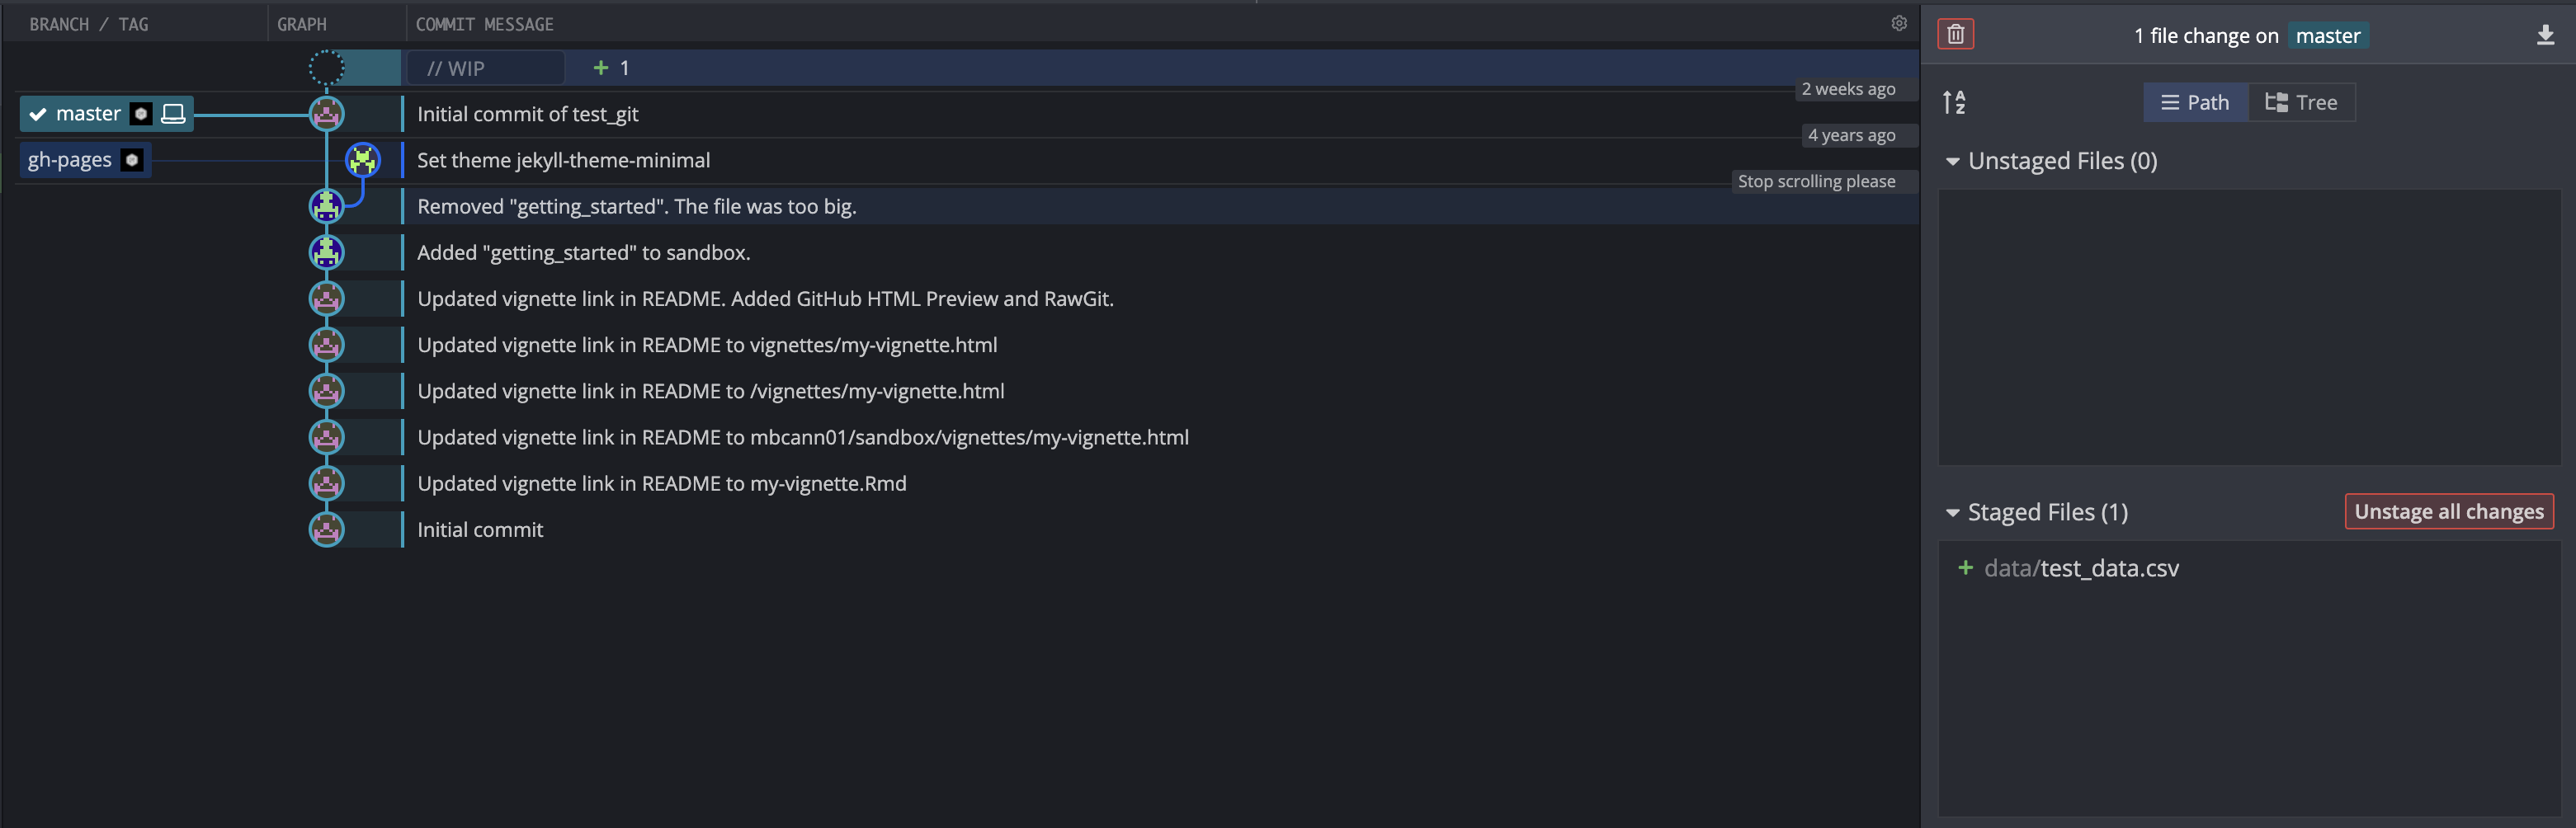 BRANCH / TAG
GRAPH
COMMIT MESSAGE
// WIP
1
2 weeks ago
master
Initial commit of test_git
4 years ago
gh-pages
Set theme jekyll-theme-minimal
Stop scrolling please
Removed "getting_started". The file was too big.
Added "getting_started" to sandbox.
Updated vignette link in README. Added GitHub HTML Preview and RawGit.
Updated vignette link in README to vignettes/my-vignette.html
Updated vignette link in README to /vignettes/my-vignette.html
Updated vignette link in README to mbcann01/sandbox/vignettes/my-vignette.html
Updated vignette link in README to my-vignette.Rmd
Initial commit
1 file change on master
A
Z
Path
Tree
Unstaged Files (0)
Staged Files (1)
Unstage all changes
+ data/test_data.csv